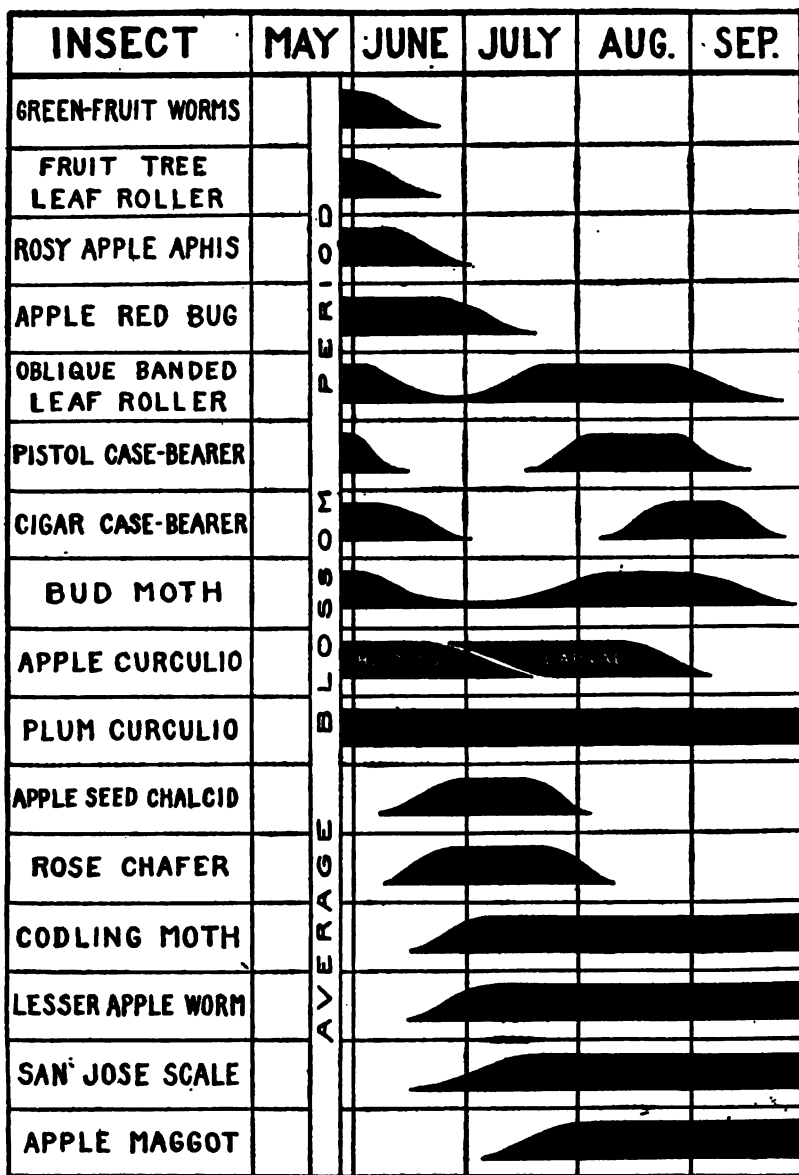 INSECT MAY JUNE JULY AUG. SEP.
GREEN-FRUIT WORMS
FRUIT TREE
LEAF ROLLER
ROSY APPLE APHIS
APPLE RED BUG
OBLIQUE BANDED
LEAF ROLLER
PISTOL CASE-BEARER
CIGAR CASE-BEARER
BUD MOTH
APPLE CURCULIO
PLUM CURCULIO
APPLE SEED CHALCID
ROSE CHAFER
CODLING MOTH
LESSER APPLE WORM
SAN JOSE SCALE
APPLE MAGGOT
AVERAGE BLOSSOM PERIOD